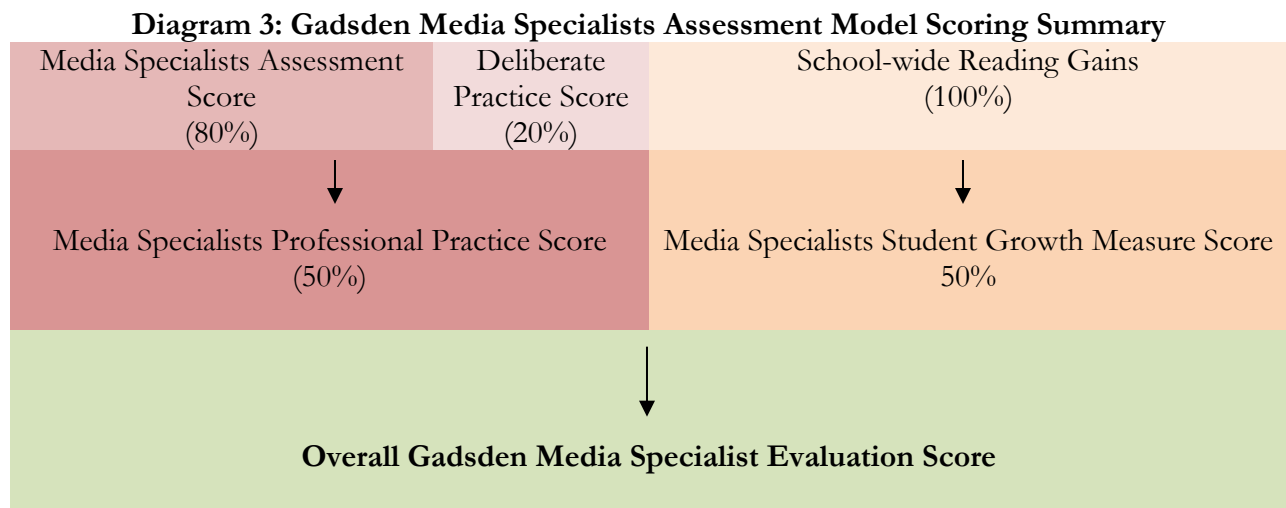 Diagram 3: Gadsden Media Specialists Assessment Model Scoring Summary
Media Specialists Assessment
Score
(80%)
Deliberate
Practice Score
(20%)
School-wide Reading Gains
(100%)
Media Specialists Professional Practice Score
(50%)
Media Specialists Student Growth Measure Score
50%
Overall Gadsden Media Specialist Evaluation Score